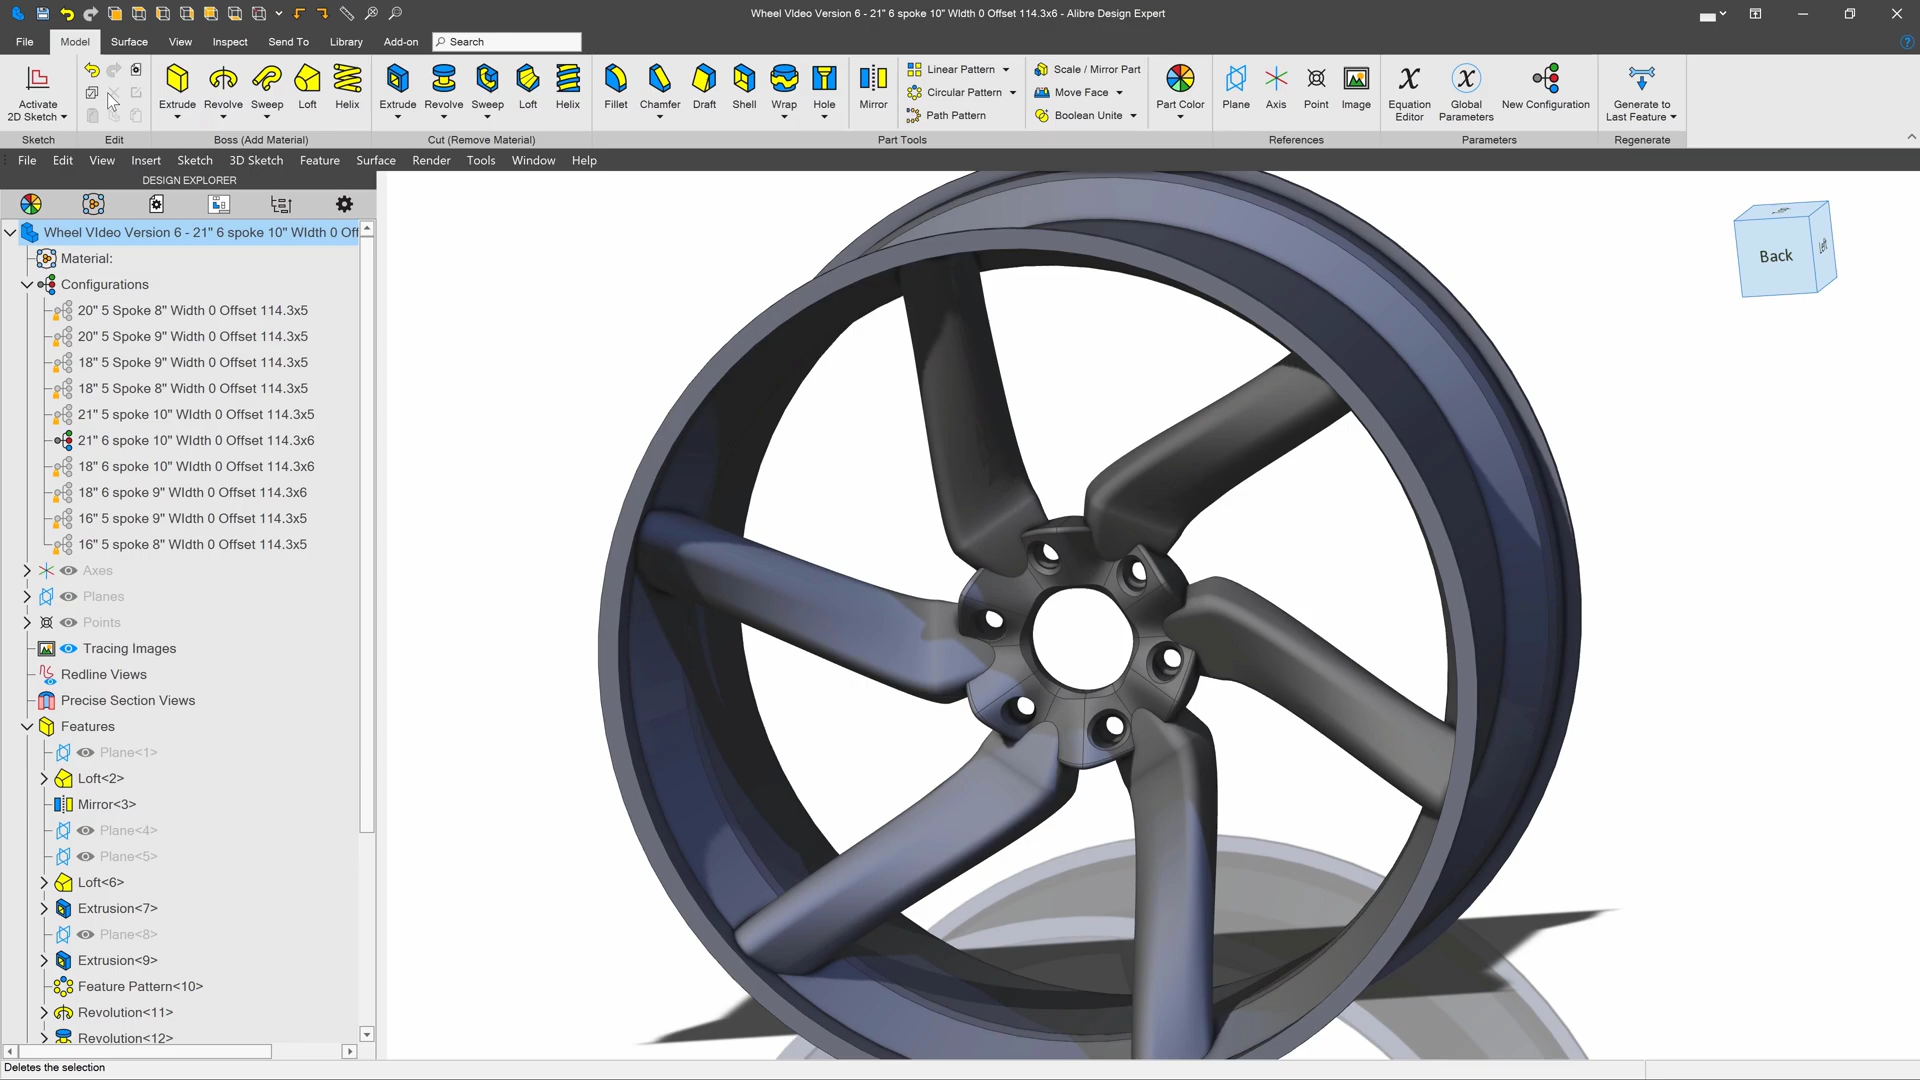 Wheel VIdeo Version 6 - 21" 6 spoke 10" WIdth 0 Offset 114.3x6 - Alibre Design Expert
File Model Surface View Inspect Send To Library Add-on Search
Activate 2D Sketch
Extrude Revolve Sweep Loft Helix
Extrude Revolve Sweep Loft Helix
Fillet Chamfer Draft Shell Wrap Hole Mirror
Linear Pattern
Circular Pattern
Path Pattern
Scale / Mirror Part
Move Face
Boolean Unite
Part Color
Plane Axis Point Image
Equation Editor
Global Parameters
New Configuration
Generate to Last Feature
Sketch Edit Boss (Add Material) Cut (Remove Material) Part Tools References Parameters Regenerate
File Edit View Insert Sketch 3D Sketch Feature Surface Render Tools Window Help
DESIGN EXPLORER
Wheel VIdeo Version 6 - 21" 6 spoke 10" WIdth 0 Off
Material:
Configurations
20" 5 Spoke 8" Width 0 Offset 114.3x5
20" 5 Spoke 9" Width 0 Offset 114.3x5
18" 5 Spoke 9" Width 0 Offset 114.3x5
18" 5 Spoke 8" Width 0 Offset 114.3x5
21" 5 spoke 10" WIdth 0 Offset 114.3x5
21" 6 spoke 10" WIdth 0 Offset 114.3x6
18" 6 spoke 10" WIdth 0 Offset 114.3x6
18" 6 spoke 9" WIdth 0 Offset 114.3x6
16" 5 spoke 9" WIdth 0 Offset 114.3x5
16" 5 spoke 8" WIdth 0 Offset 114.3x5
Axes
Planes
Points
Tracing Images
Redline Views
Precise Section Views
Features
Plane<1>
Loft<2>
Mirror<3>
Plane<4>
Plane<5>
Loft<6>
Extrusion<7>
Plane<8>
Extrusion<9>
Feature Pattern<10>
Revolution<11>
Revolution<12>
Back
Left
Deletes the selection